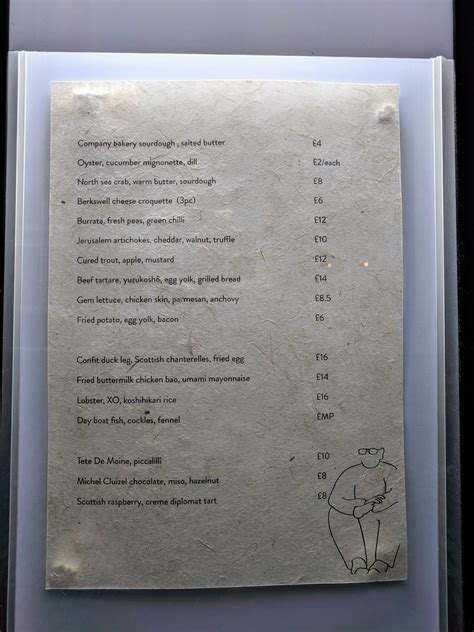 Company bakery sourdough , salted butter £4
Oyster, cucumber mignonette, dill £2/each
North sea crab, warm butter, sourdough £8
Berkswell cheese croquette (3pc) £6
Burrata, fresh peas, green chilli £12
Jerusalem artichokes, cheddar, walnut, truffle £10
Cured trout, apple, mustard £12
Beef tartare, yuzukoshō, egg yolk, grilled bread £14
Gem lettuce, chicken skin, parmesan, anchovy £8.5
Fried potato, egg yolk, bacon £6
Confit duck leg, Scottish chanterelles, fried egg £16
Fried buttermilk chicken bao, umami mayonnaise £14
Lobster, XO, koshihikari rice £16
Day boat fish, cockles, fennel £MP
Tete De Moine, piccalilli £10
Michel Cluizel chocolate, miso, hazelnut £8
Scottish raspberry, creme diplomat tart £8